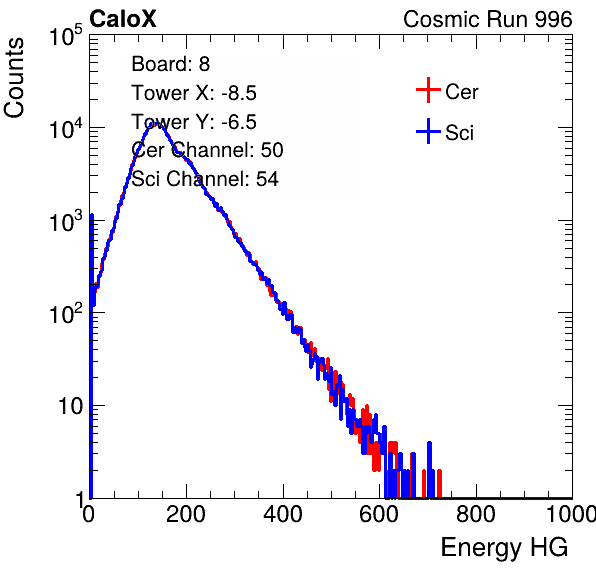 CaloX Cosmic Run 996
Counts
10^5
10^4
10^3
10^2
10
1
Board: 8
Tower X: -8.5
Tower Y: -6.5
Cer Channel: 50
Sci Channel: 54
Cer
Sci
0 200 400 600 800 1000
Energy HG